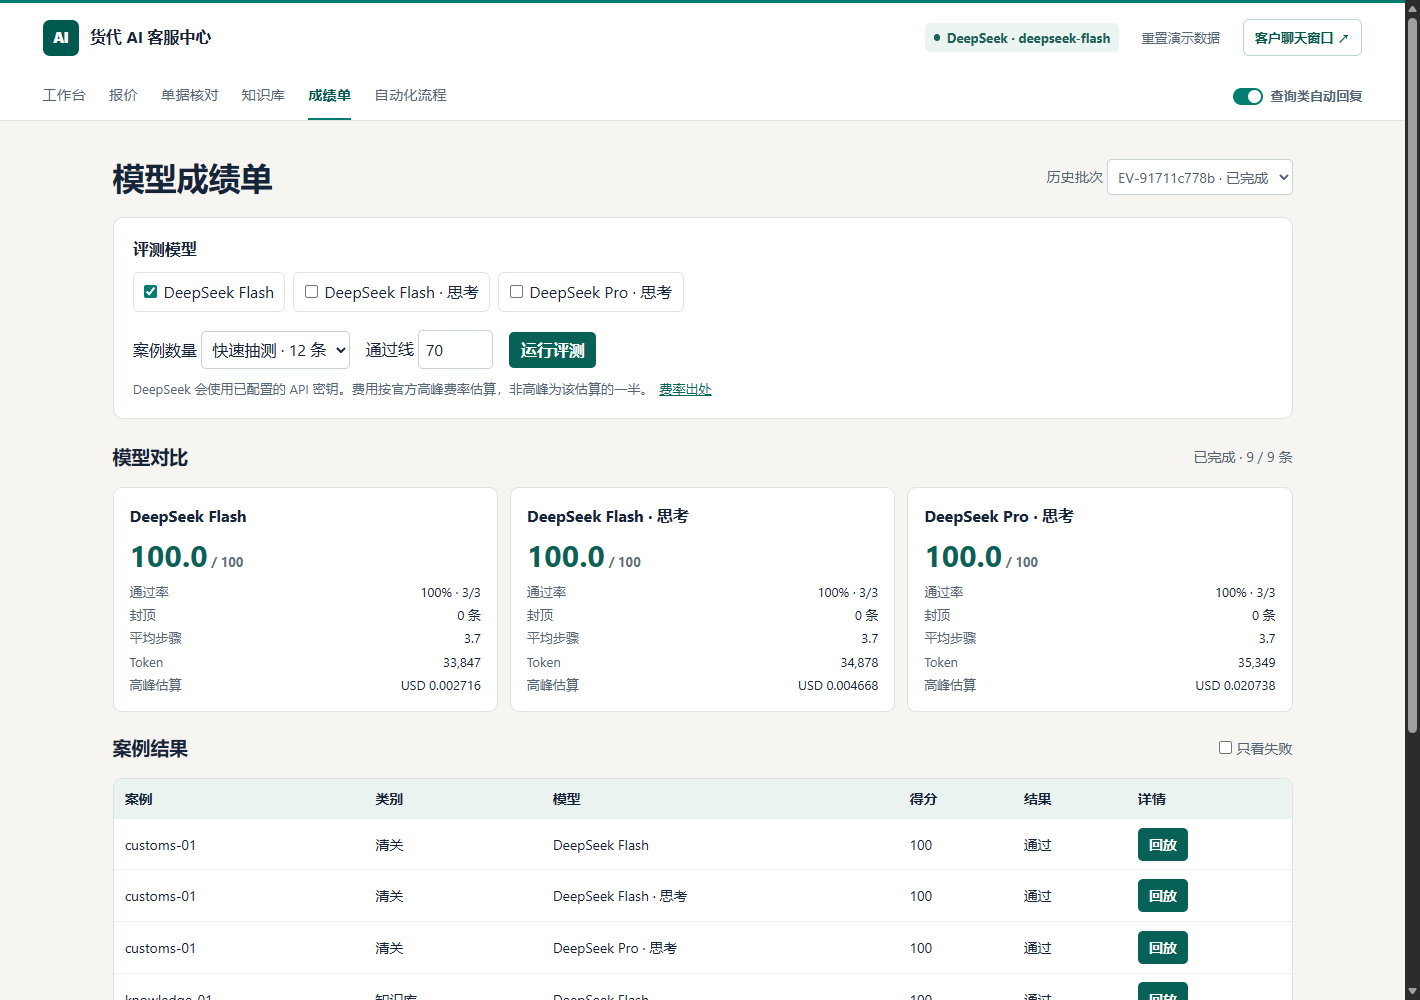 AI 货代 AI 客服中心
DeepSeek · deepseek-flash 重置演示数据 客户聊天窗口 ↗
工作台 报价 单据核对 知识库 成绩单 自动化流程 查询类自动回复
模型成绩单
历史批次 EV-91711c778b · 已完成
评测模型
DeepSeek Flash DeepSeek Flash · 思考 DeepSeek Pro · 思考
案例数量 快速抽测 · 12 条 通过线 70 运行评测
DeepSeek 会使用已配置的 API 密钥。费用按官方高峰费率估算，非高峰为该估算的一半。 费率出处
模型对比 已完成 · 9 / 9 条
DeepSeek Flash
100.0 / 100
通过率 100% · 3/3
封顶 0 条
平均步骤 3.7
Token 33,847
高峰估算 USD 0.002716
DeepSeek Flash · 思考
100.0 / 100
通过率 100% · 3/3
封顶 0 条
平均步骤 3.7
Token 34,878
高峰估算 USD 0.004668
DeepSeek Pro · 思考
100.0 / 100
通过率 100% · 3/3
封顶 0 条
平均步骤 3.7
Token 35,349
高峰估算 USD 0.020738
案例结果 只看失败
案例 类别 模型 得分 结果 详情
customs-01 清关 DeepSeek Flash 100 通过 回放
customs-01 清关 DeepSeek Flash · 思考 100 通过 回放
customs-01 清关 DeepSeek Pro · 思考 100 通过 回放
knowledge-01 知识库 DeepSeek Flash 100 通过 回放